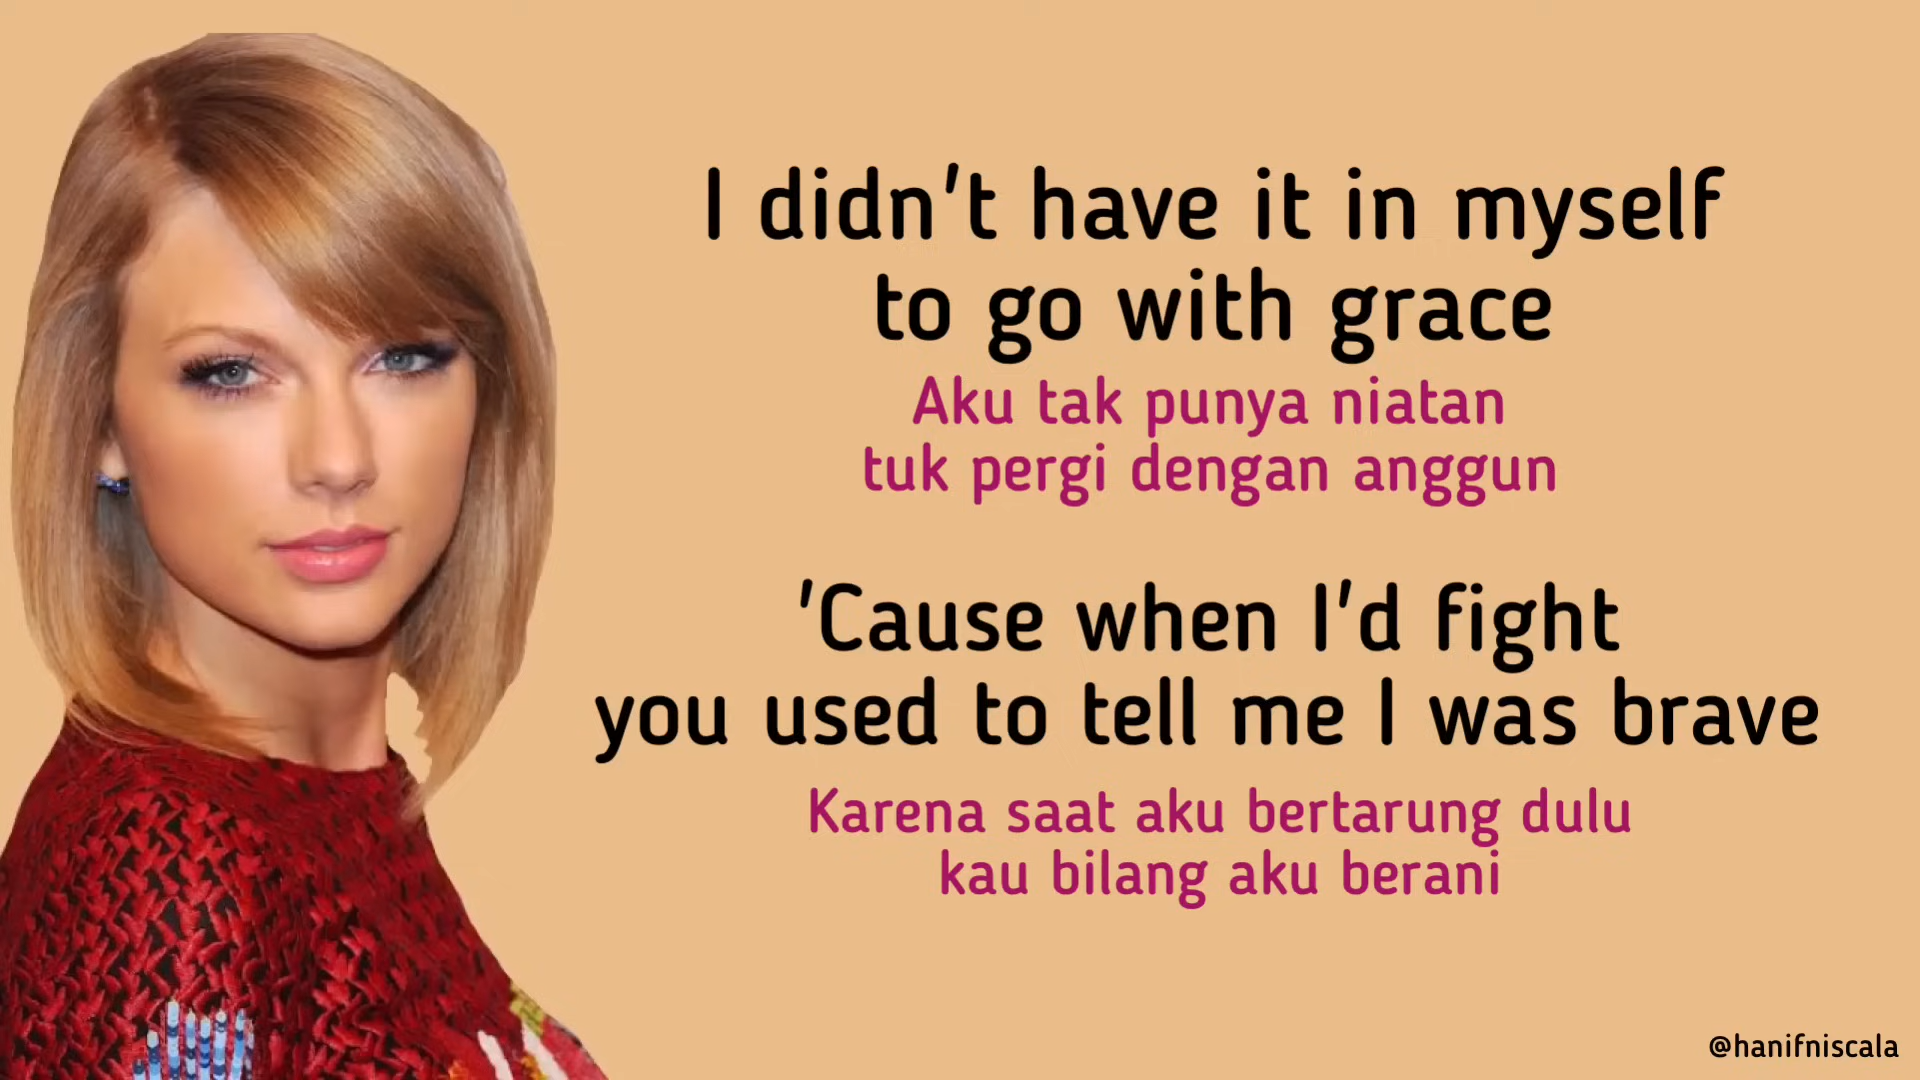 I didn't have it in myself
to go with grace
Aku tak punya niatan
tuk pergi dengan anggun
'Cause when I'd fight
you used to tell me I was brave
Karena saat aku bertarung dulu
kau bilang aku berani
@hanifniscala